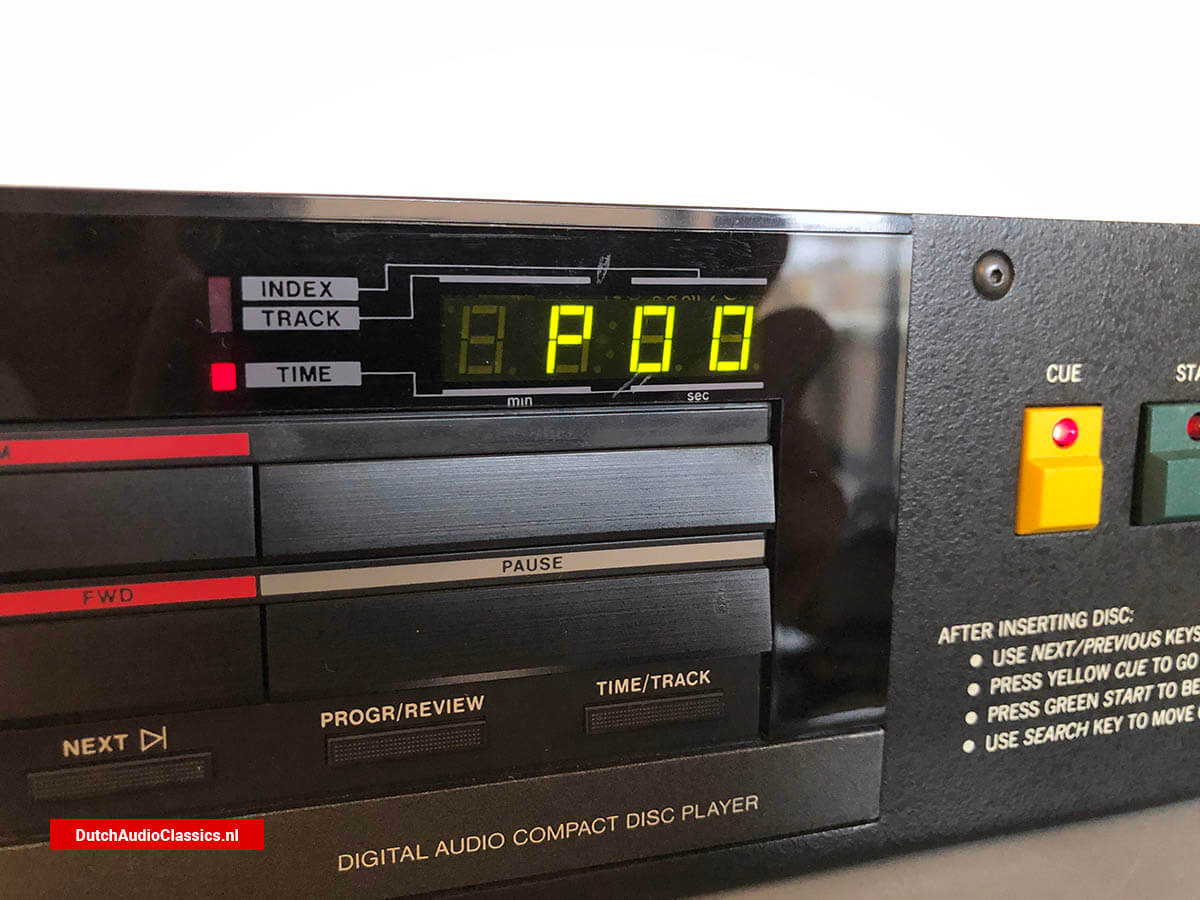 INDEX
TRACK
TIME
P00
min sec
M
CUE
STA
PAUSE
FWD
AFTER INSERTING DISC:
• USE NEXT/PREVIOUS KEYS
• PRESS YELLOW CUE TO GO
• PRESS GREEN START TO BE
• USE SEARCH KEY TO MOVE
TIME/TRACK
PROGR/REVIEW
NEXT
DIGITAL AUDIO COMPACT DISC PLAYER
DutchAudioClassics.nl